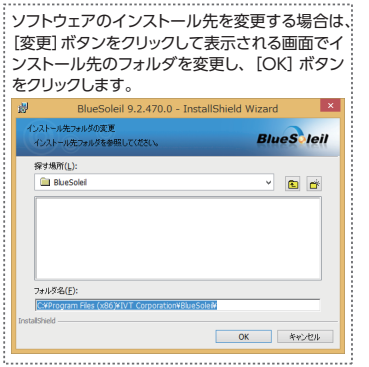 ソフトウェアのインストール先を変更する場合は、
[変更] ボタンをクリックして表示される画面でイ
ンストール先のフォルダを変更し、[OK] ボタン
をクリックします。
BlueSoleil 9.2.470.0 - InstallShield Wizard
インストール先フォルダの変更
インストール先フォルダを参照してください。
BlueSoleil
探す場所(L):
BlueSoleil
フォルダ名(F):
C:¥Program Files (x86)¥IVT Corporation¥BlueSoleil¥
InstallShield
OK キャンセル